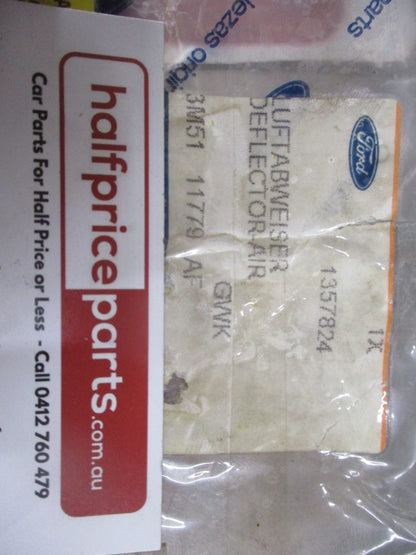 halfpriceparts.com.au
Car Parts For Half Price or Less - Call 0412 760 479
Ford
1X
1357824
LUFTABWEISER
DEFLECTOR-AIR
GWK
3M51 11779 AF